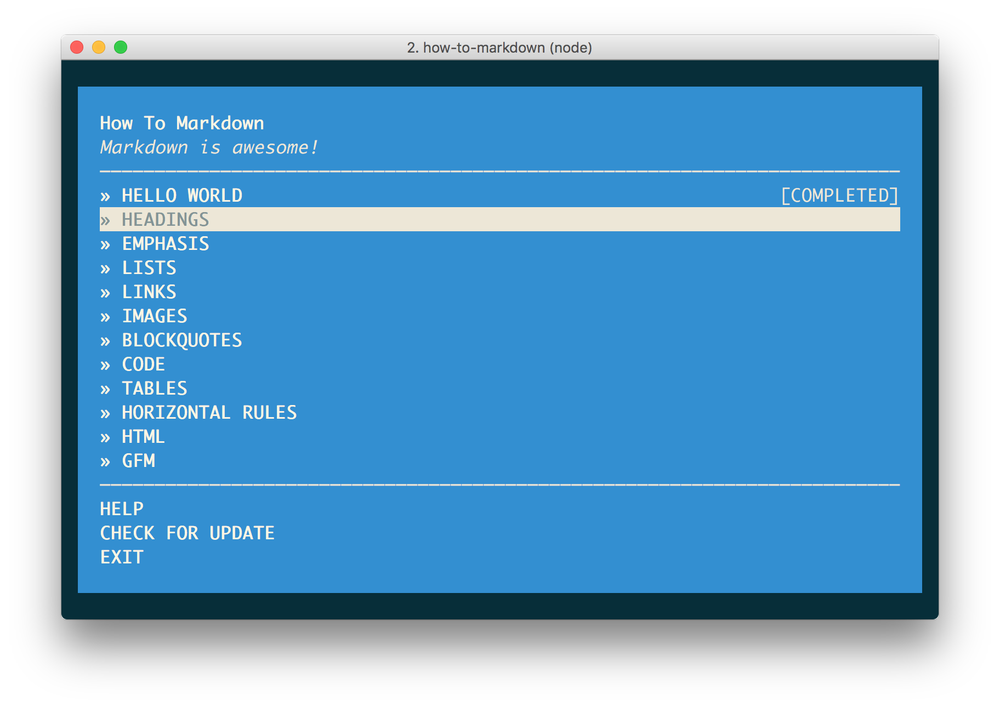 2. how-to-markdown (node)
How To Markdown
Markdown is awesome!
» HELLO WORLD [COMPLETED]
» HEADINGS
» EMPHASIS
» LISTS
» LINKS
» IMAGES
» BLOCKQUOTES
» CODE
» TABLES
» HORIZONTAL RULES
» HTML
» GFM
HELP
CHECK FOR UPDATE
EXIT